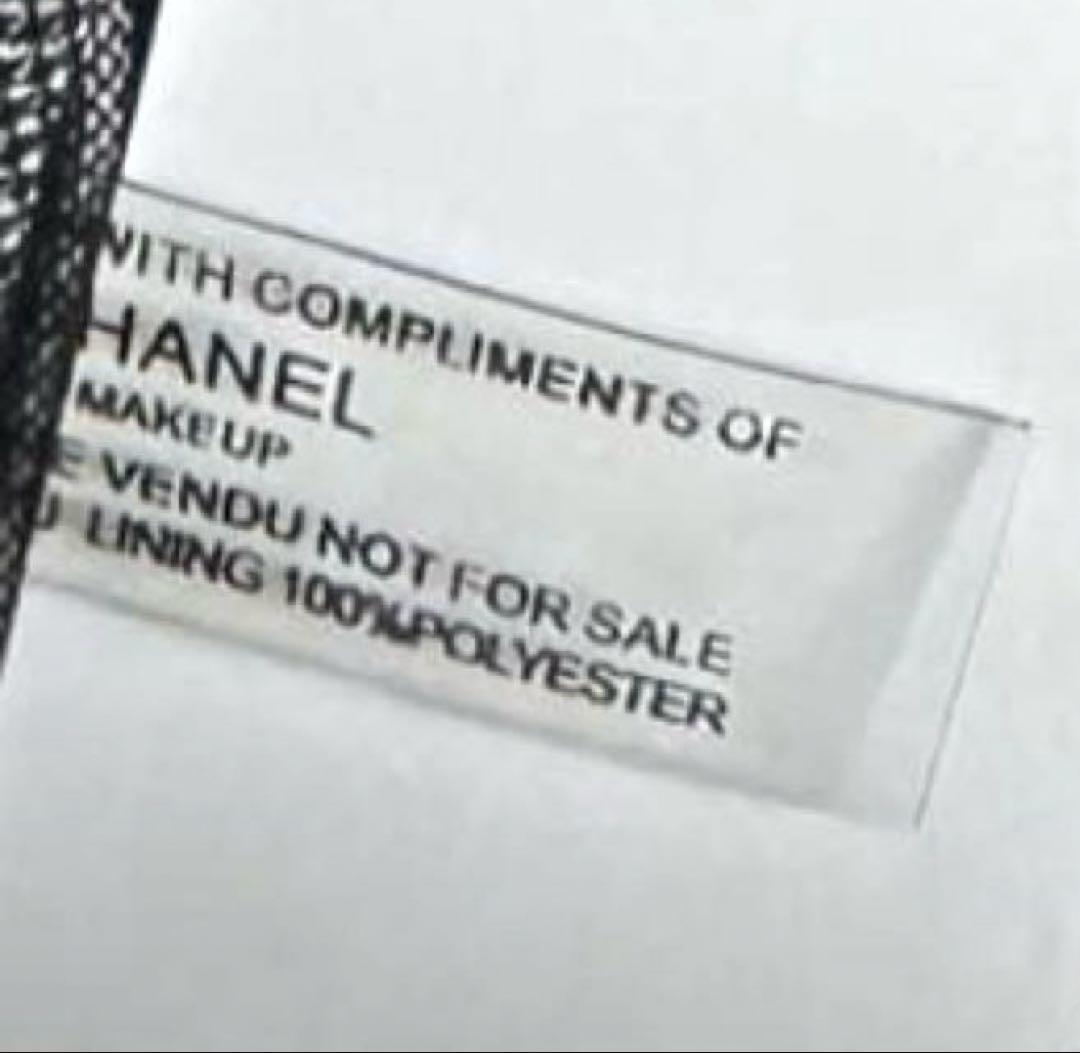 WITH COMPLIMENTS OF
HANEL
MAKEUP
E VENDU NOT FOR SALE
U LINING 100%POLYESTER